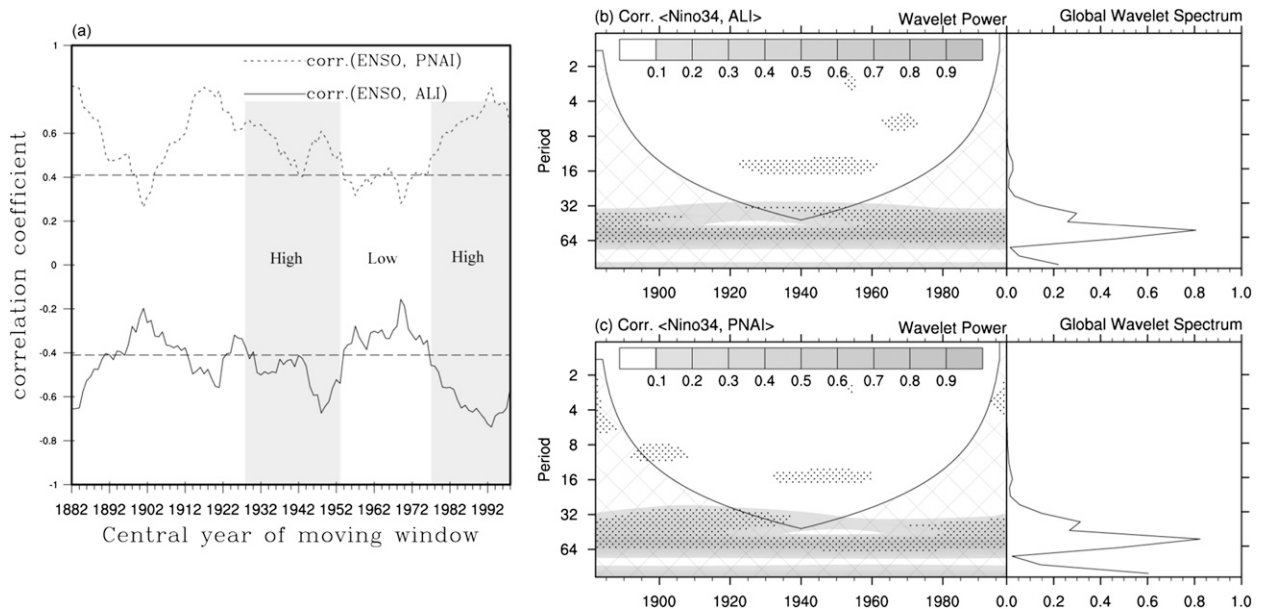 (a)
corr.(ENSO, PNAI)
corr.(ENSO, ALI)
correlation coefficient
1
0.6
0.4
0.2
0
-0.2
-0.4
-0.6
-0.8
-1
High
Low
High
1882 1892 1902 1912 1922 1932 1942 1952 1962 1972 1982 1992
Central year of moving window
(b) Corr. <Nino34, ALI> Wavelet Power Global Wavelet Spectrum
0.1 0.2 0.3 0.4 0.5 0.6 0.7 0.8 0.9
Period
2
4
8
16
32
64
1900 1920 1940 1960 1980 0.0 0.2 0.4 0.6 0.8 1.0
(c) Corr. <Nino34, PNAI> Wavelet Power Global Wavelet Spectrum
0.1 0.2 0.3 0.4 0.5 0.6 0.7 0.8 0.9
Period
2
4
8
16
32
64
1900 1920 1940 1960 1980 0.0 0.2 0.4 0.6 0.8 1.0